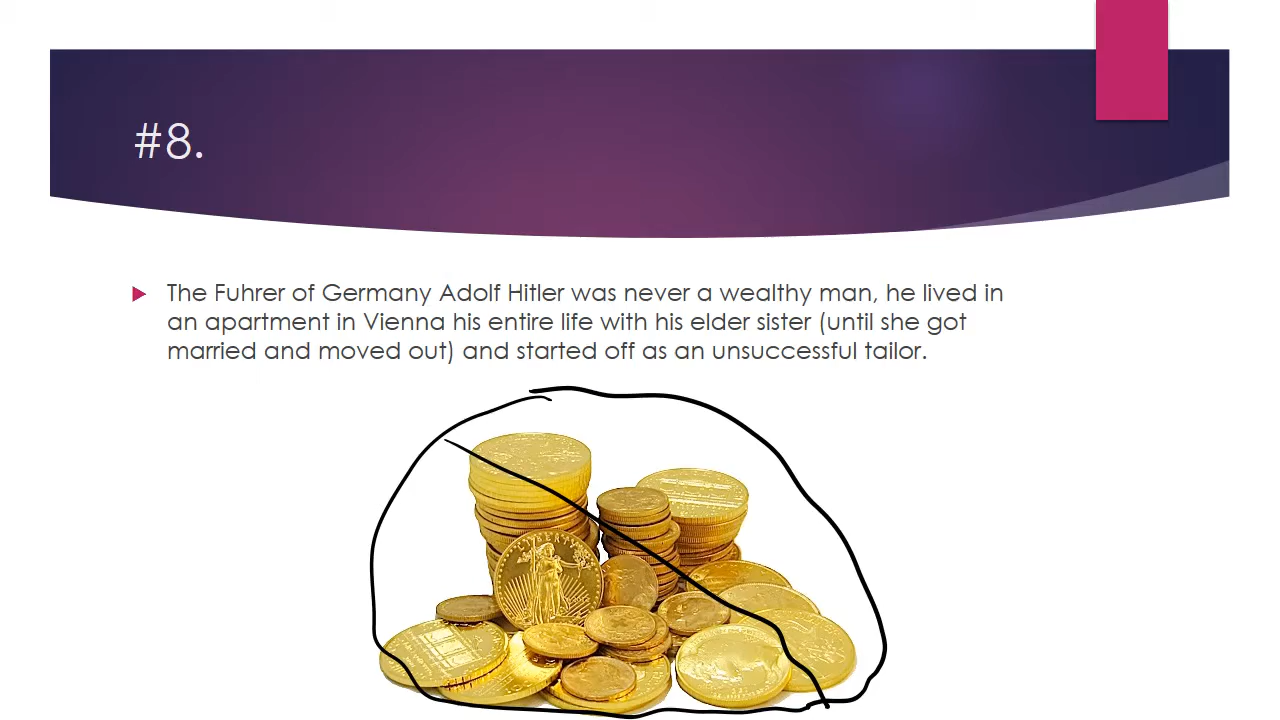 #8.
The Fuhrer of Germany Adolf Hitler was never a wealthy man, he lived in
an apartment in Vienna his entire life with his elder sister (until she got
married and moved out) and started off as an unsuccessful tailor.
LIBERTY